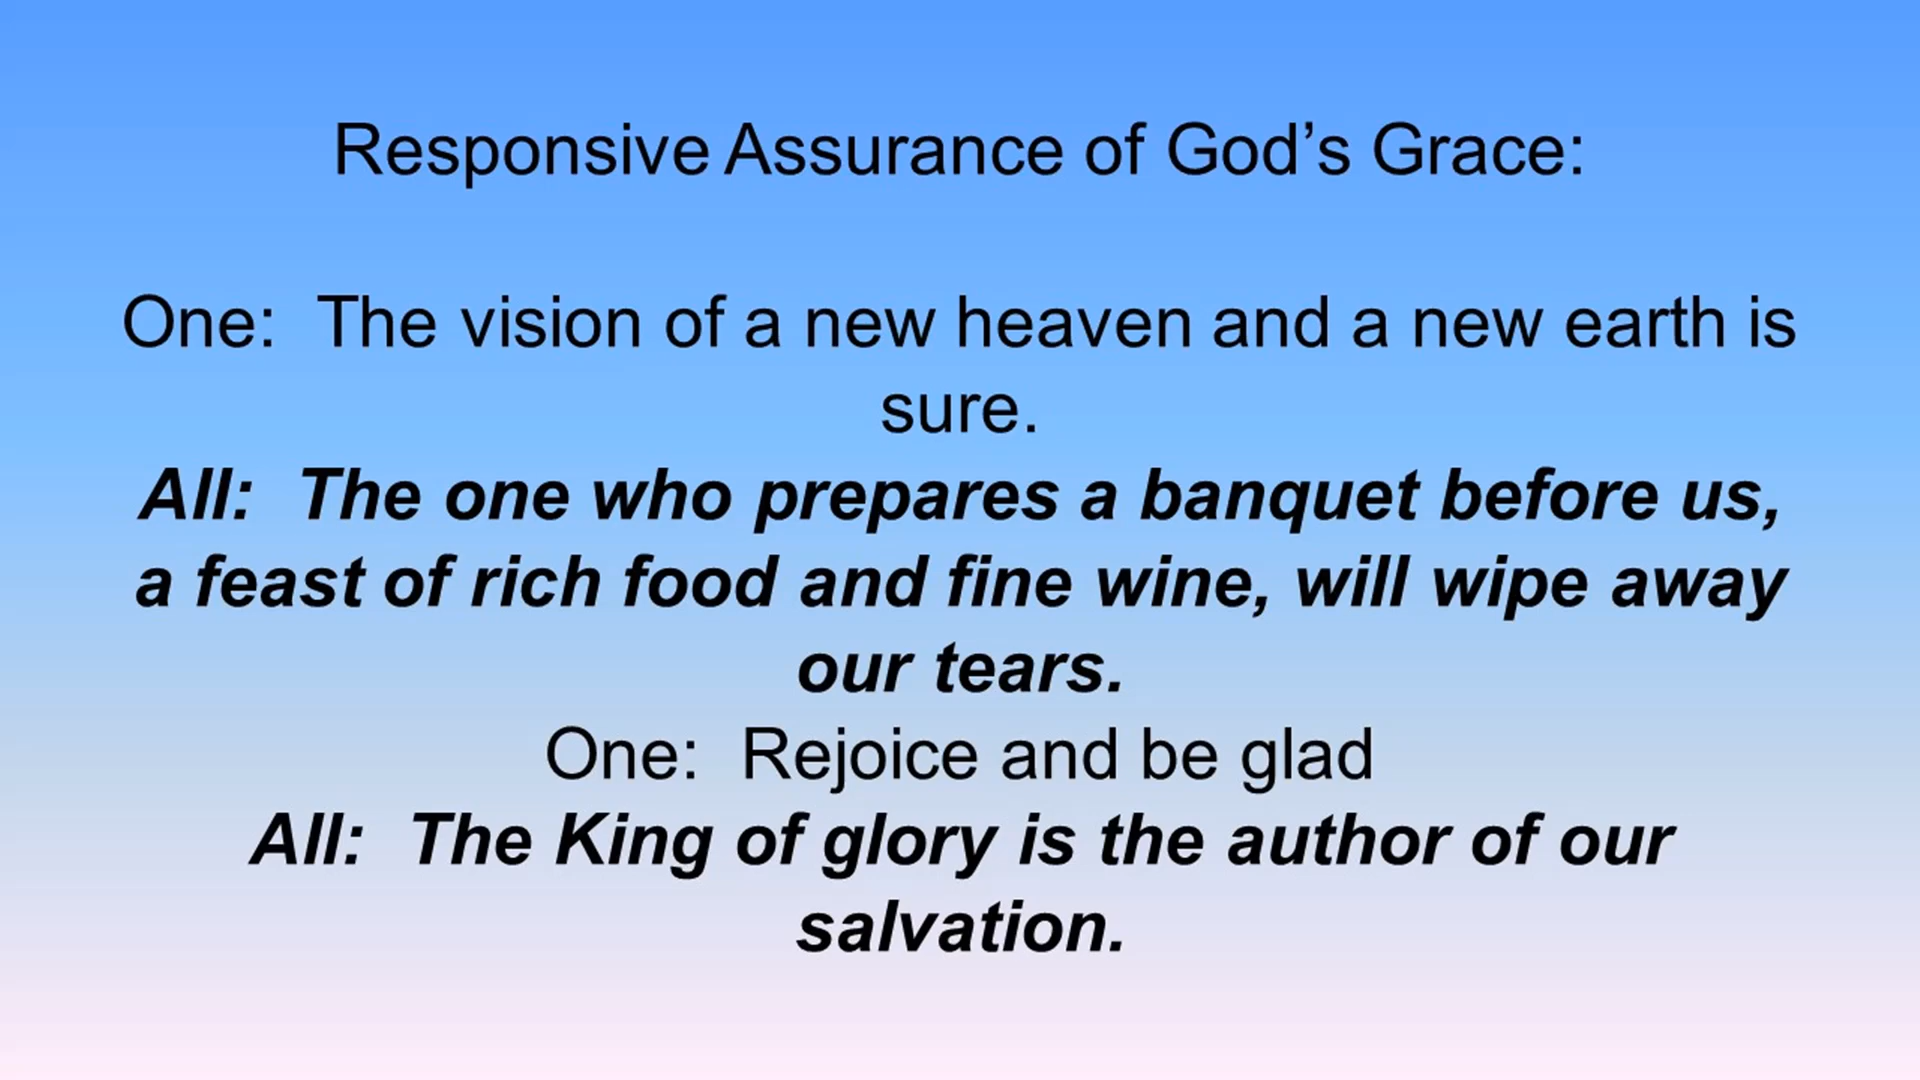 Responsive Assurance of God’s Grace:
One:  The vision of a new heaven and a new earth is
sure.
All:  The one who prepares a banquet before us,
a feast of rich food and fine wine, will wipe away
our tears.
One:  Rejoice and be glad
All:  The King of glory is the author of our
salvation.